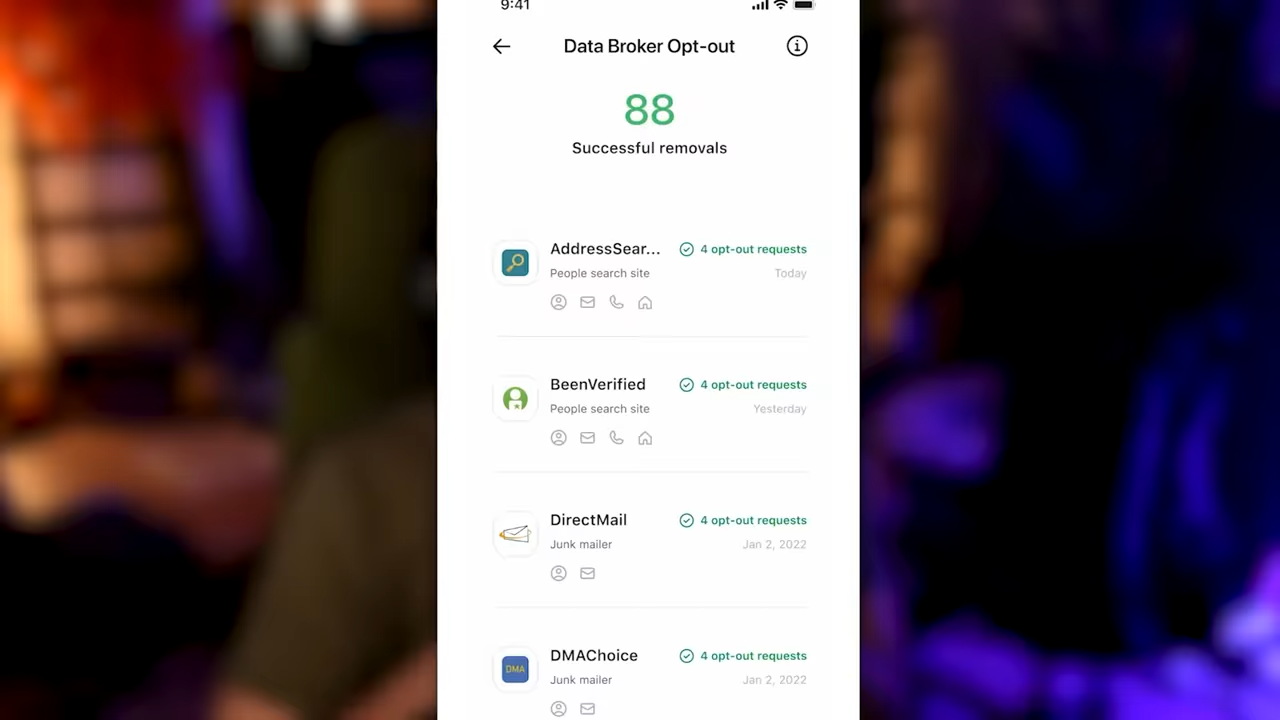 9:41
Data Broker Opt-out
88
Successful removals
AddressSear... 4 opt-out requests
People search site Today
BeenVerified 4 opt-out requests
People search site Yesterday
DirectMail 4 opt-out requests
Junk mailer Jan 2, 2022
DMAChoice 4 opt-out requests
DMA
Junk mailer Jan 2, 2022